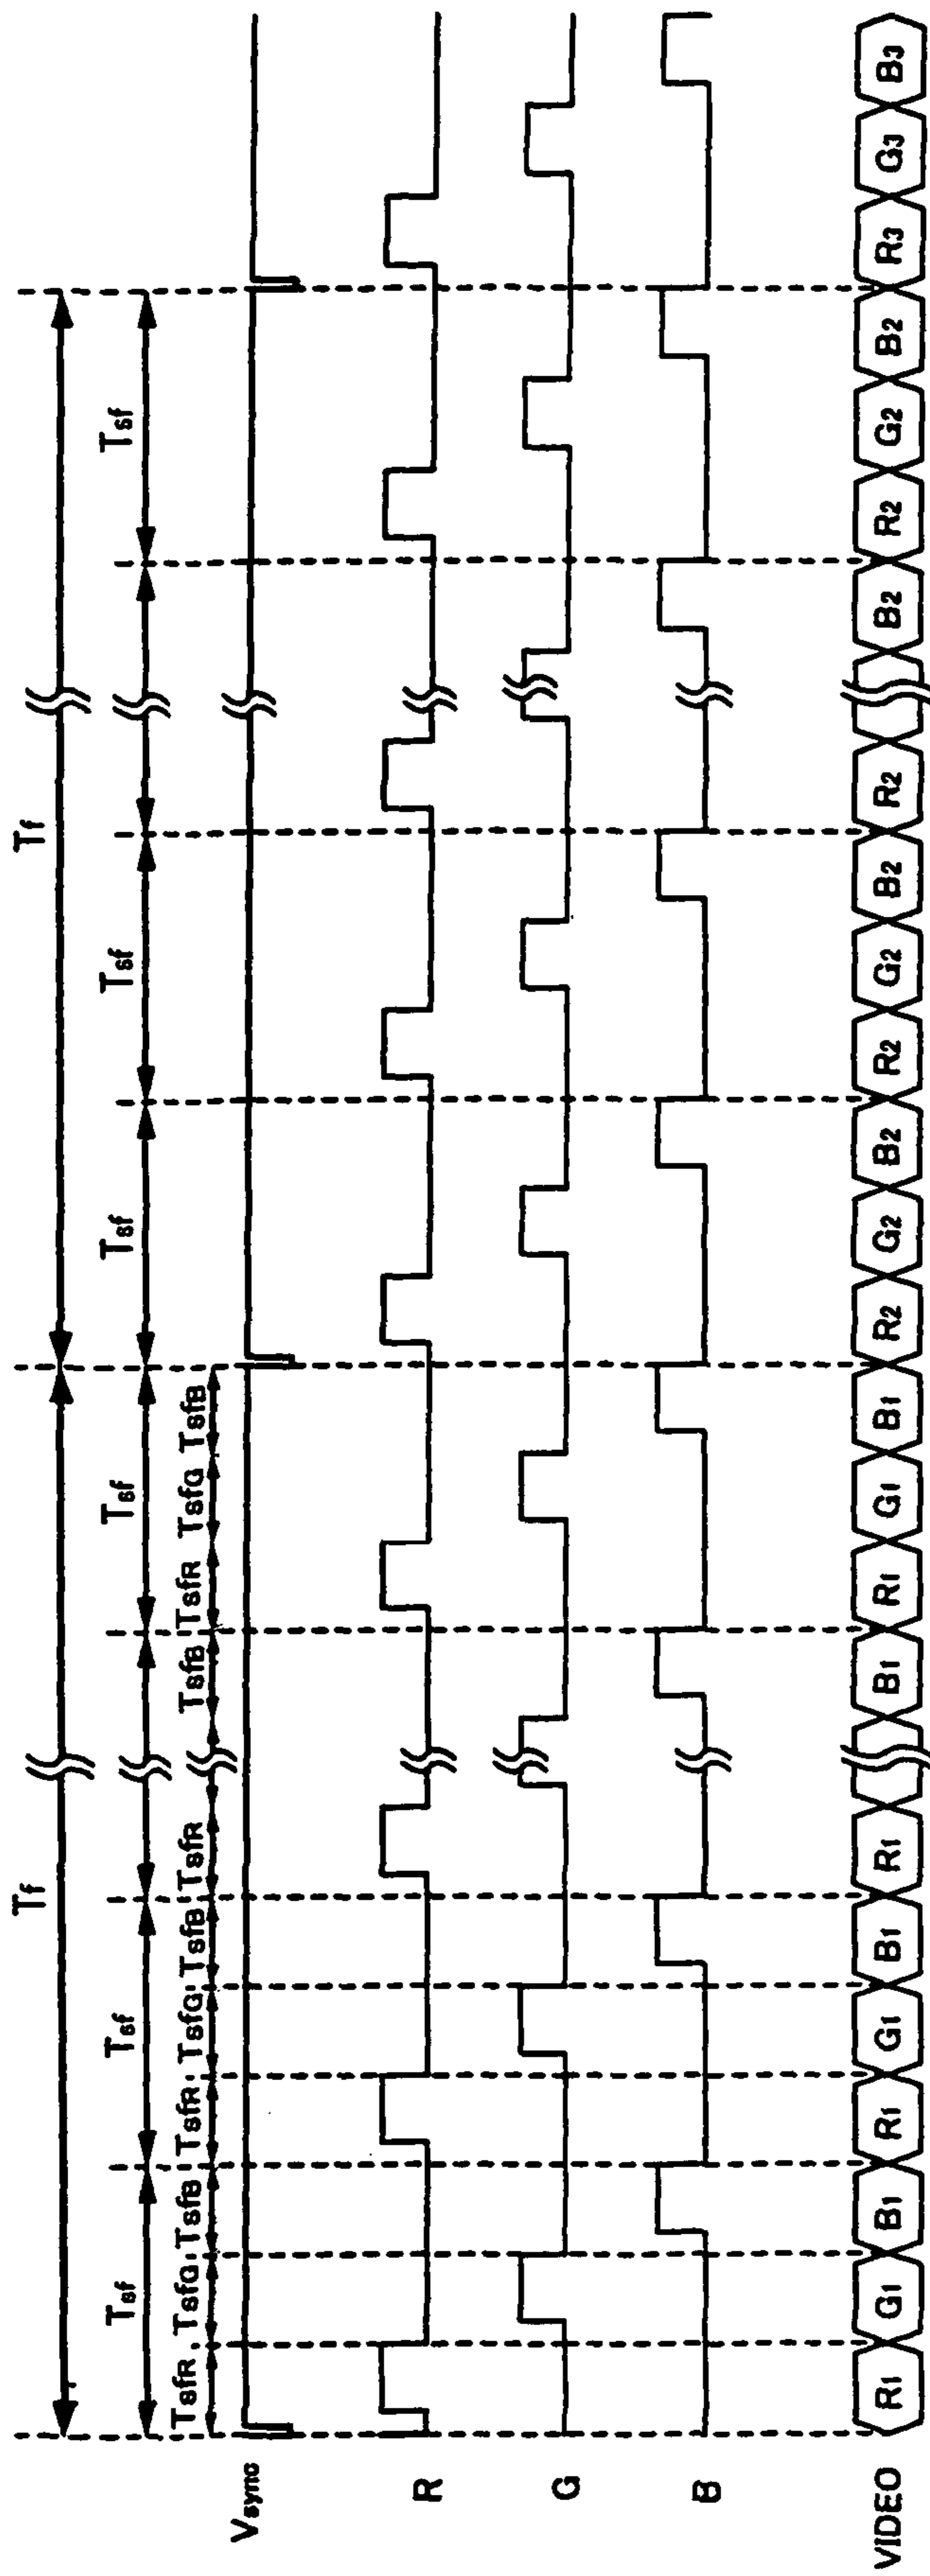 Tf Tf
Tsf Tsf Tsf Tsf Tsf Tsf
TsfR TsfG TsfB TsfR TsfG TsfB TsfR TsfB TsfR TsfG TsfB
Vsync
R
G
B
VIDEO R1 G1 B1 R1 G1 B1 R1 B1 R1 G1 B1 R2 G2 B2 R2 G2 B2 R2 B2 R2 G2 B2 R3 G3 B3